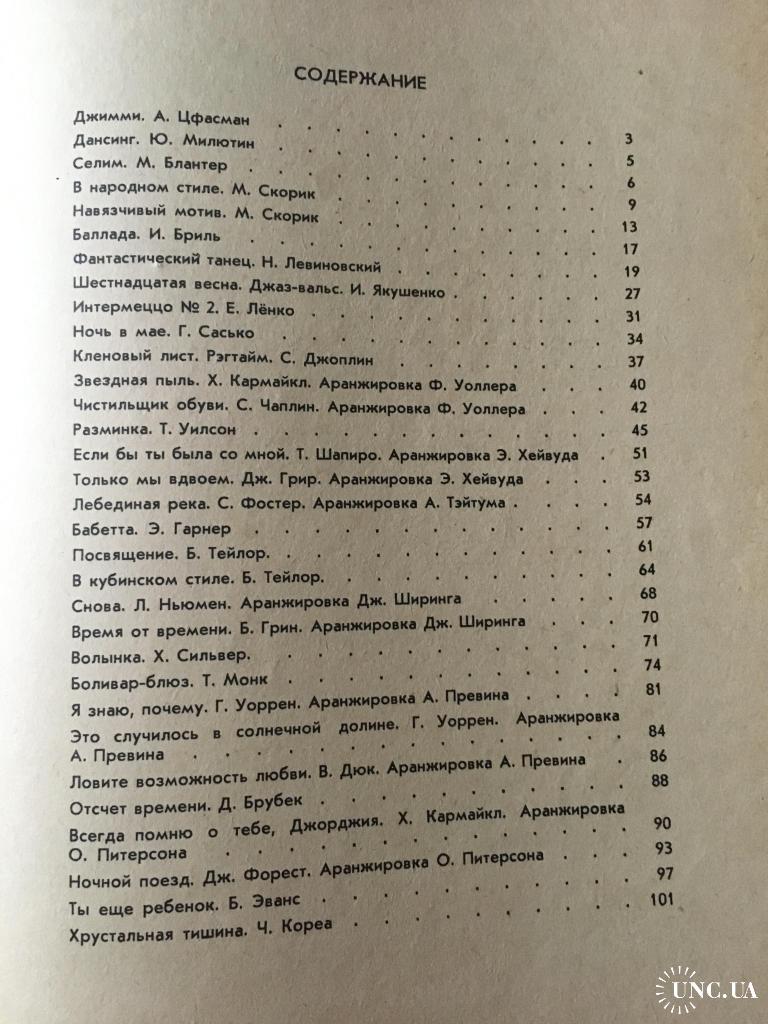 СОДЕРЖАНИЕ
Джимми. А. Цфасман . . . . . . . . . . . . 3
Дансинг. Ю. Милютин . . . . . . . . . . . . 5
Селим. М. Блантер . . . . . . . . . . . . . 6
В народном стиле. М. Скорик . . . . . . . . . . 9
Навязчивый мотив. М. Скорик . . . . . . . . . . 13
Баллада. И. Бриль . . . . . . . . . . . . . 17
Фантастический танец. Н. Левиновский . . . . . . . . 19
Шестнадцатая весна. Джаз-вальс. И. Якушенко . . . . . . 27
Интермеццо № 2. Е. Лёнко . . . . . . . . . . . 31
Ночь в мае. Г. Сасько . . . . . . . . . . . . 34
Кленовый лист. Рэгтайм. С. Джоплин . . . . . . . . 37
Звездная пыль. Х. Кармайкл. Аранжировка Ф. Уоллера . . . 40
Чистильщик обуви. С. Чаплин. Аранжировка Ф. Уоллера . . . 42
Разминка. Т. Уилсон . . . . . . . . . . . . . 45
Если бы ты была со мной. Т. Шапиро. Аранжировка Э. Хейвуда . 51
Только мы вдвоем. Дж. Грир. Аранжировка Э. Хейвуда . . . 53
Лебединая река. С. Фостер. Аранжировка А. Тэйтума . . . . 54
Бабетта. Э. Гарнер . . . . . . . . . . . . . 57
Посвящение. Б. Тейлор. . . . . . . . . . . . . 61
В кубинском стиле. Б. Тейлор. . . . . . . . . . . 64
Снова. Л. Ньюмен. Аранжировка Дж. Ширинга . . . . . 68
Время от времени. Б. Грин. Аранжировка Дж. Ширинга . . . 70
Волынка. Х. Сильвер. . . . . . . . . . . . . 71
Боливар-блюз. Т. Монк . . . . . . . . . . . . 74
Я знаю, почему. Г. Уоррен. Аранжировка А. Превина . . . . 81
Это случилось в солнечной долине. Г. Уоррен. Аранжировка
А. Превина . . . . . . . . . . . . . . . 84
Ловите возможность любви. В. Дюк. Аранжировка А. Превина . 86
Отсчет времени. Д. Брубек . . . . . . . . . . . 88
Всегда помню о тебе, Джорджия. Х. Кармайкл. Аранжировка
О. Питерсона . . . . . . . . . . . . . . 90
Ночной поезд. Дж. Форест. Аранжировка О. Питерсона . . . 93
Ты еще ребенок. Б. Эванс . . . . . . . . . . . 97
Хрустальная тишина. Ч. Кореа . . . . . . . . . . 101
UNC.UA